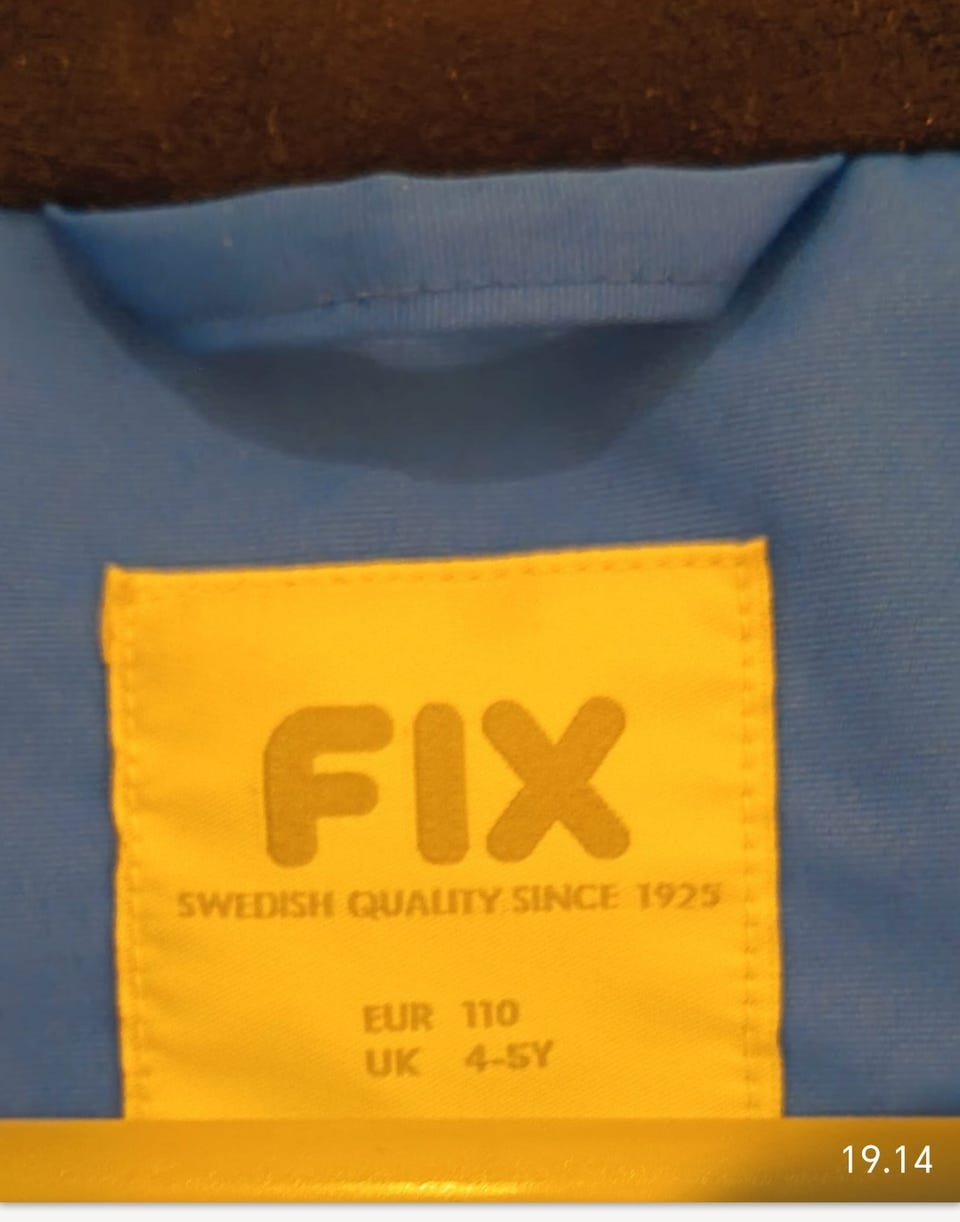 FIX
SWEDISH QUALITY SINCE 1925
EUR 110
UK 4-5Y
19.14